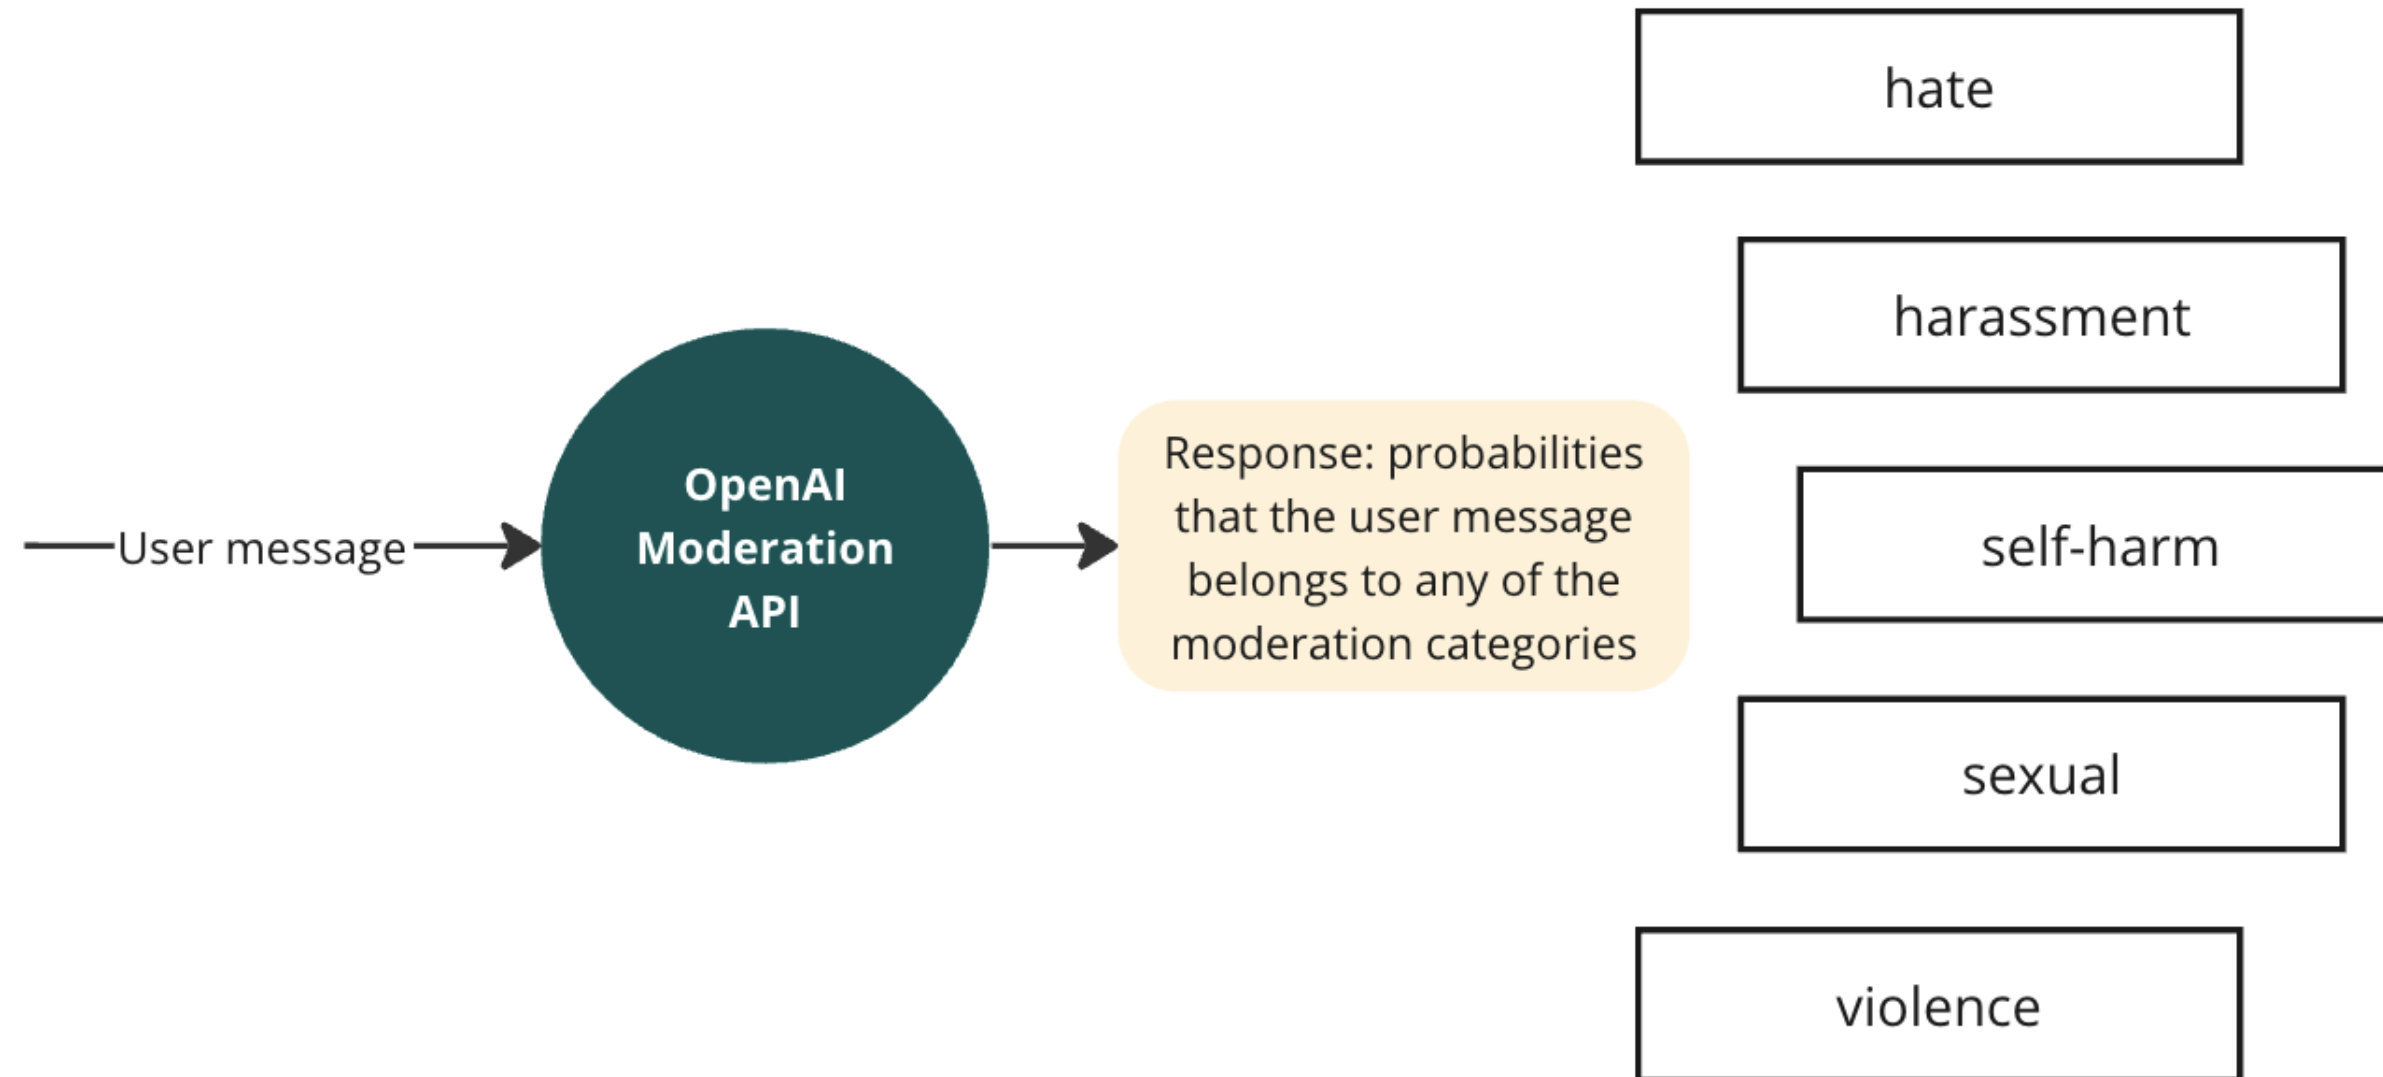 User message
OpenAI
Moderation
API
Response: probabilities
that the user message
belongs to any of the
moderation categories
hate
harassment
self-harm
sexual
violence